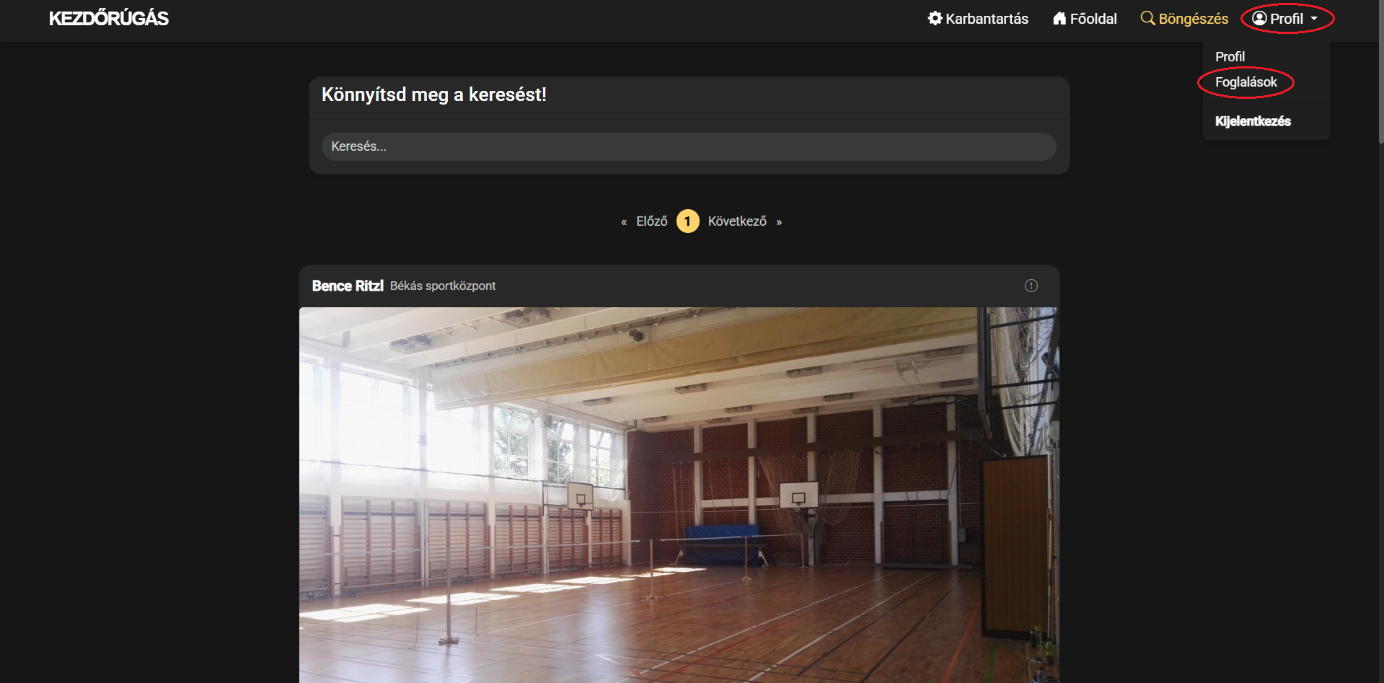 KEZDŐRÚGÁS
Karbantartás Főoldal Böngészés Profil
Profil
Foglalások
Kijelentkezés
Könnyítsd meg a keresést!
Keresés...
« Előző 1 Következő »
Bence Ritzl Békás sportközpont